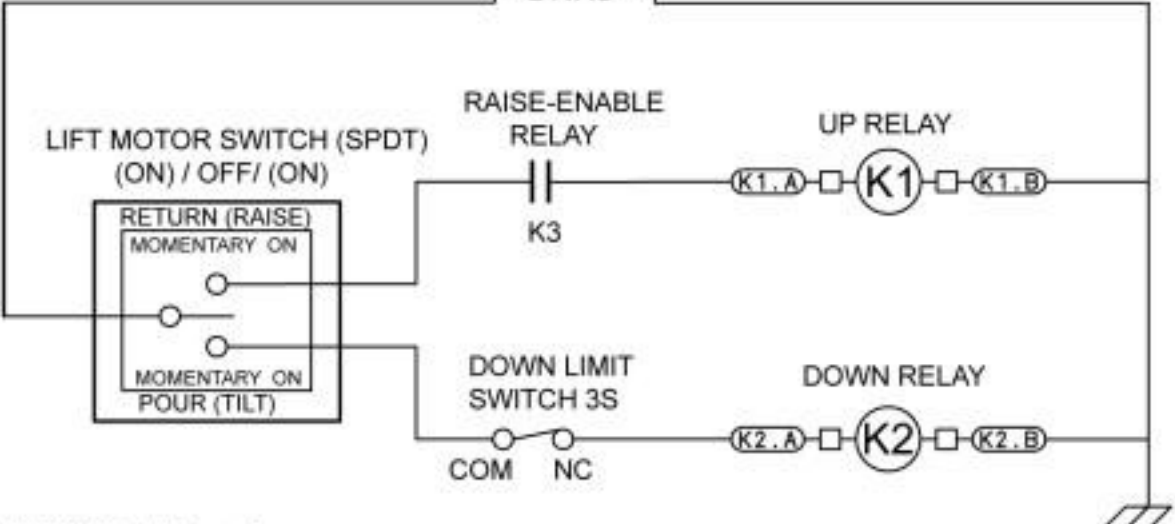 RAISE-ENABLE
RELAY
UP RELAY
LIFT MOTOR SWITCH (SPDT)
(ON) / OFF/ (ON)
K1.A
K1
K1.B
K3
RETURN (RAISE)
MOMENTARY ON
MOMENTARY ON
POUR (TILT)
DOWN LIMIT
SWITCH 3S
DOWN RELAY
K2.A
K2
K2.B
COM NC